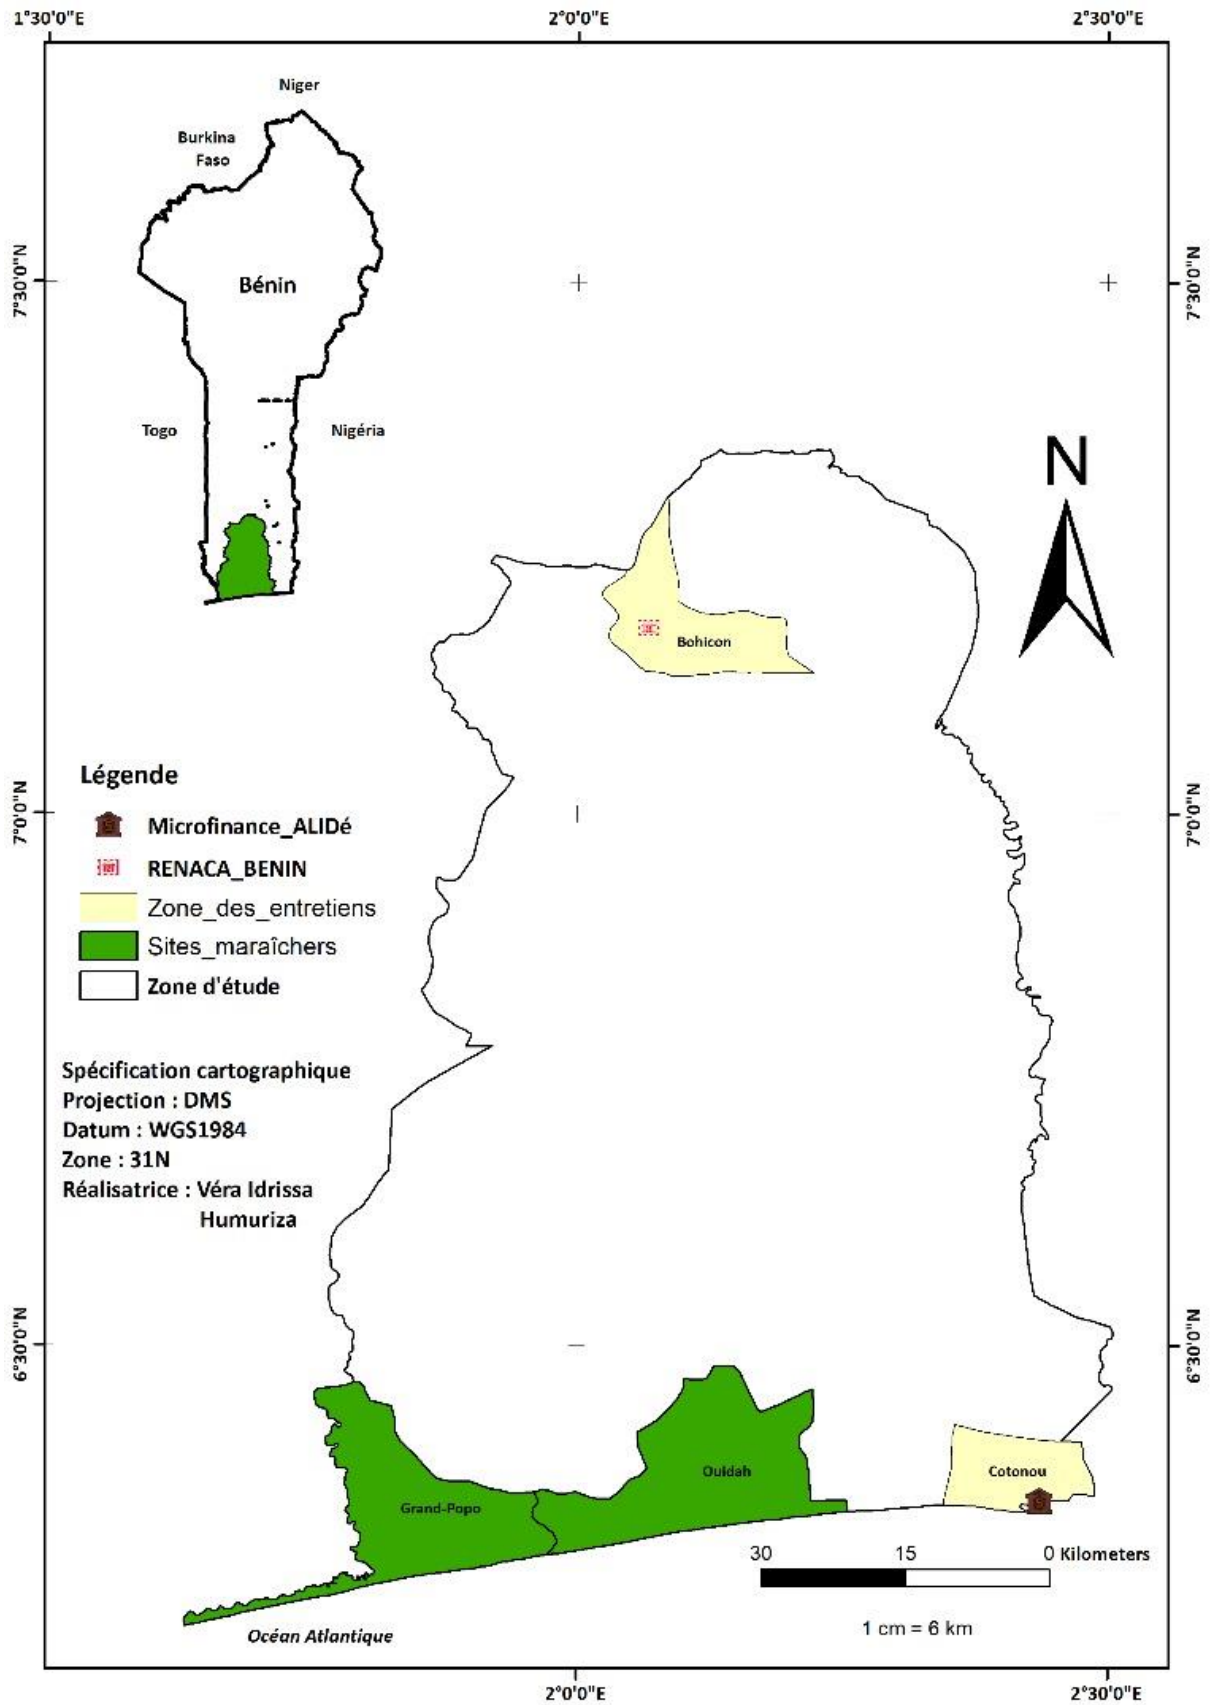 1°30'0"E
2°0'0"E
2°30'0"E
Niger
Burkina
Faso
Bénin
7°30'0"N
7°30'0"N
Togo
Nigéria
N
Bohicon
Légende
Microfinance_ALIDé
RENACA_BENIN
Zone_des_entretiens
Sites_maraîchers
Zone d'étude
7°0'0"N
7°0'0"N
Spécification cartographique
Projection : DMS
Datum : WGS1984
Zone : 31N
Réalisatrice : Véra Idrissa
Humuriza
6°30'0"N
6°30'0"N
Ouidah
Cotonou
Grand-Popo
30
15
0 Kilometers
1 cm = 6 km
Océan Atlantique
2°0'0"E
2°30'0"E